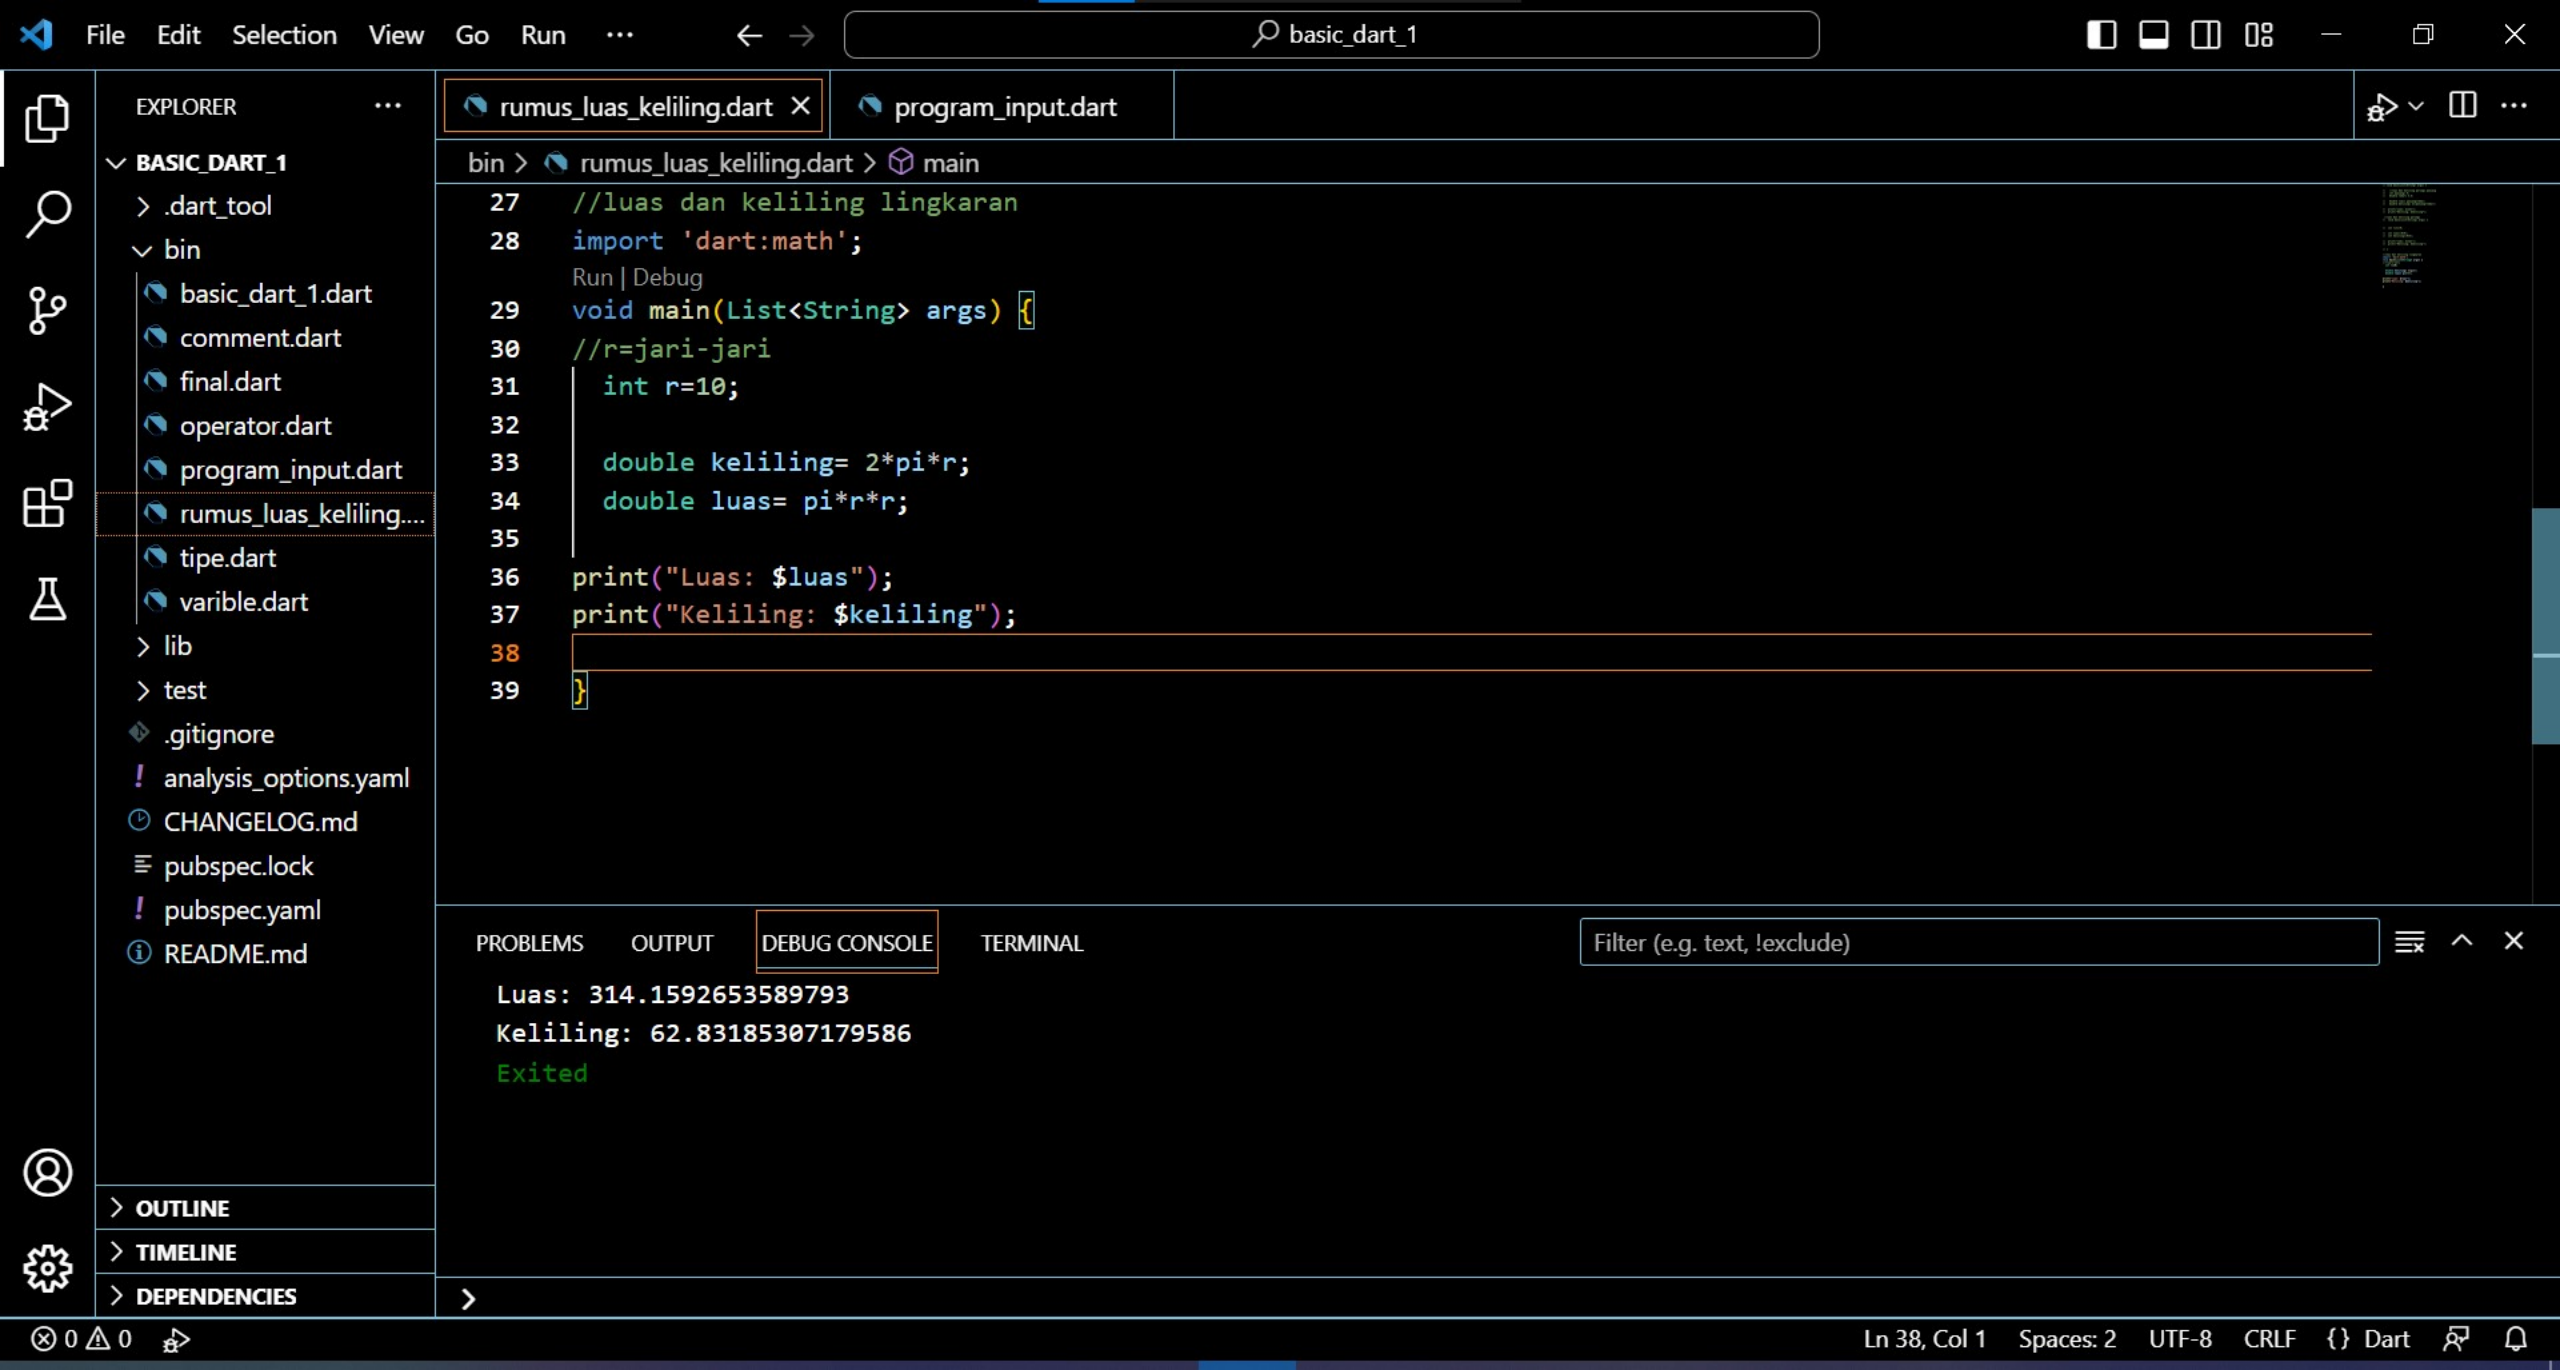 File Edit Selection View Go Run ··· basic_dart_1
EXPLORER ···
BASIC_DART_1
.dart_tool
bin
basic_dart_1.dart
comment.dart
final.dart
operator.dart
program_input.dart
rumus_luas_keliling....
tipe.dart
varible.dart
lib
test
.gitignore
analysis_options.yaml
CHANGELOG.md
pubspec.lock
pubspec.yaml
README.md
OUTLINE
TIMELINE
DEPENDENCIES
rumus_luas_keliling.dart program_input.dart
bin > rumus_luas_keliling.dart > main
27 //luas dan keliling lingkaran
28 import 'dart:math';
Run | Debug
29 void main(List<String> args) {
30 //r=jari-jari
31 int r=10;
32
33 double keliling= 2*pi*r;
34 double luas= pi*r*r;
35
36 print("Luas: $luas");
37 print("Keliling: $keliling");
38
39 }
PROBLEMS OUTPUT DEBUG CONSOLE TERMINAL Filter (e.g. text, !exclude)
Luas: 314.1592653589793
Keliling: 62.83185307179586
Exited
0 0 Ln 38, Col 1 Spaces: 2 UTF-8 CRLF {} Dart